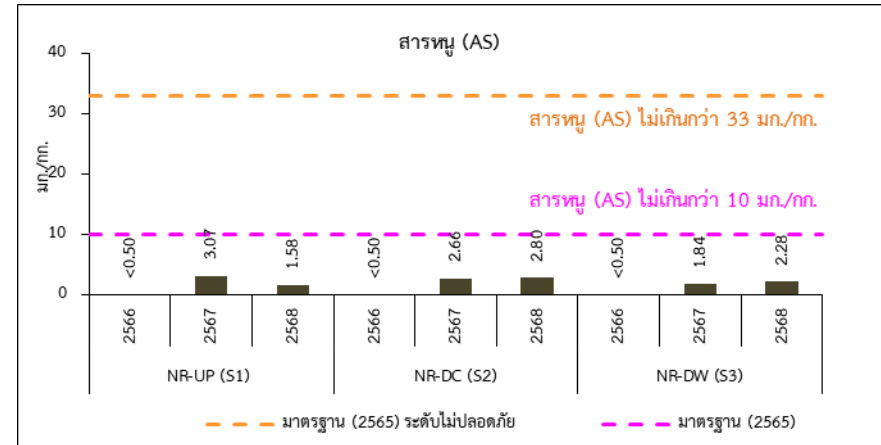 สารหนู (AS)
มก./กก.
40
30
20
10
0
สารหนู (AS) ไม่เกินกว่า 33 มก./กก.
สารหนู (AS) ไม่เกินกว่า 10 มก./กก.
<0.50 3.07 1.58 <0.50 2.66 2.80 <0.50 1.84 2.28
2566 2567 2568 2566 2567 2568 2566 2567 2568
NR-UP (S1) NR-DC (S2) NR-DW (S3)
มาตรฐาน (2565) ระดับไม่ปลอดภัย มาตรฐาน (2565)